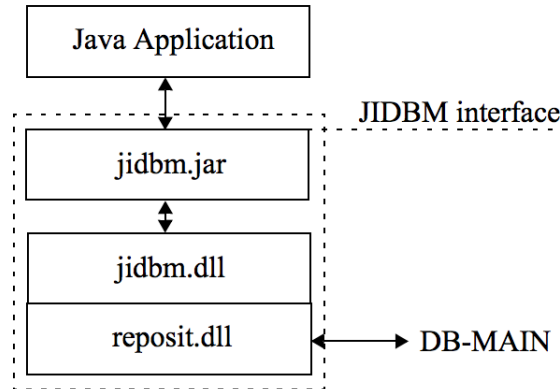 Java Application
JIDBM interface
jidbm.jar
jidbm.dll
reposit.dll
DB-MAIN